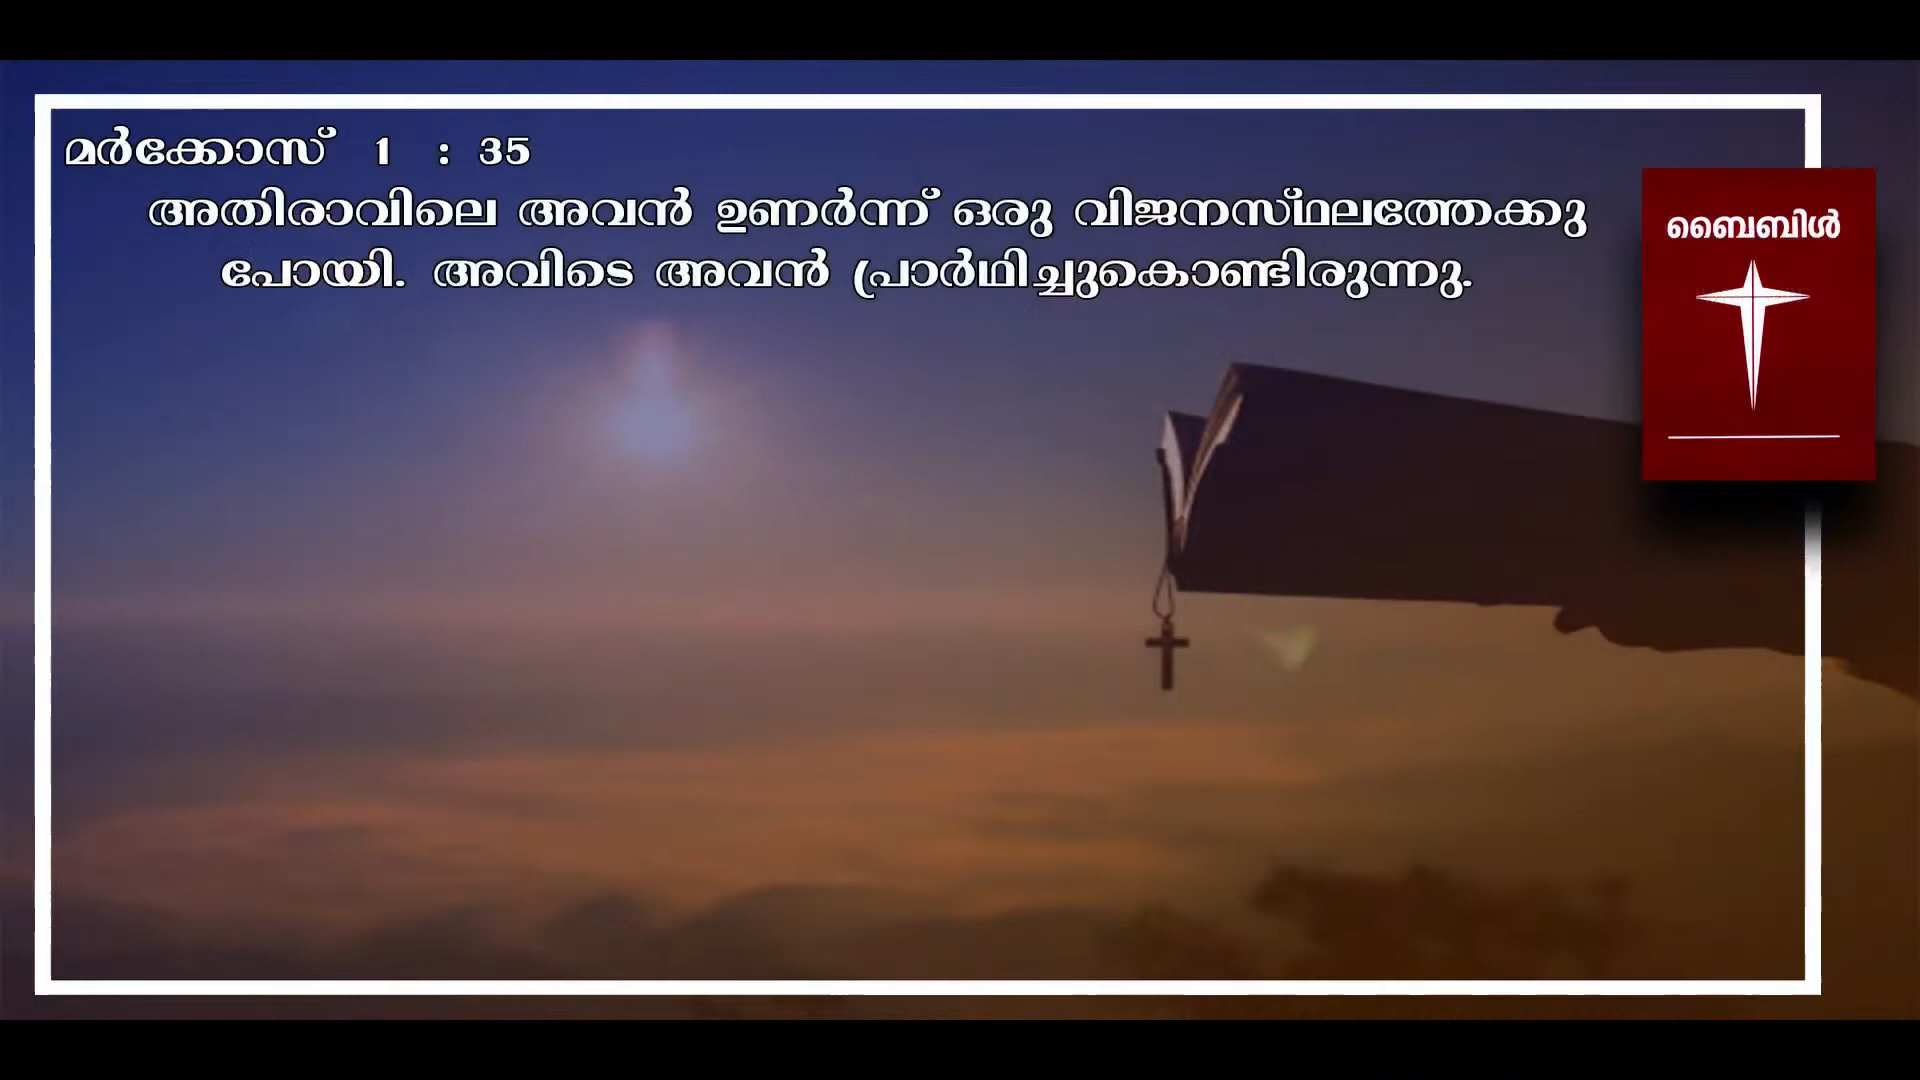 മർക്കോസ് 1 : 35
അതിരാവിലെ അവൻ ഉണർന്ന് ഒരു വിജനസ്ഥലത്തേക്കു
പോയി. അവിടെ അവൻ പ്രാർഥിച്ചുകൊണ്ടിരുന്നു.
ബൈബിൾ